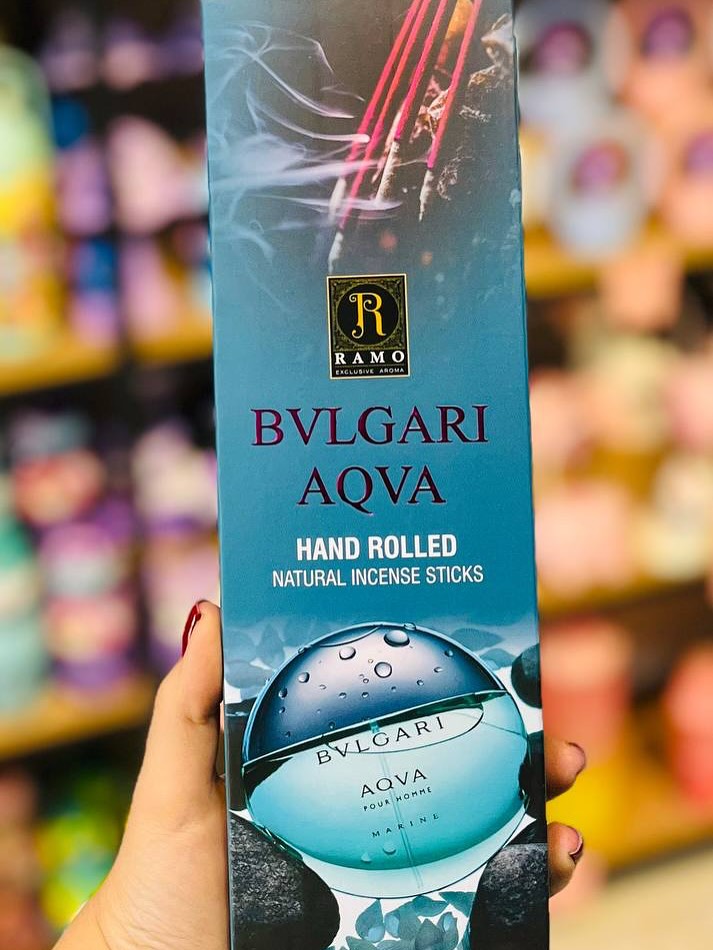 R
RAMO
EXCLUSIVE AROMA
BVLGARI
AQVA
HAND ROLLED
NATURAL INCENSE STICKS
BVLGARI
AQVA
POUR HOMME
MARINE